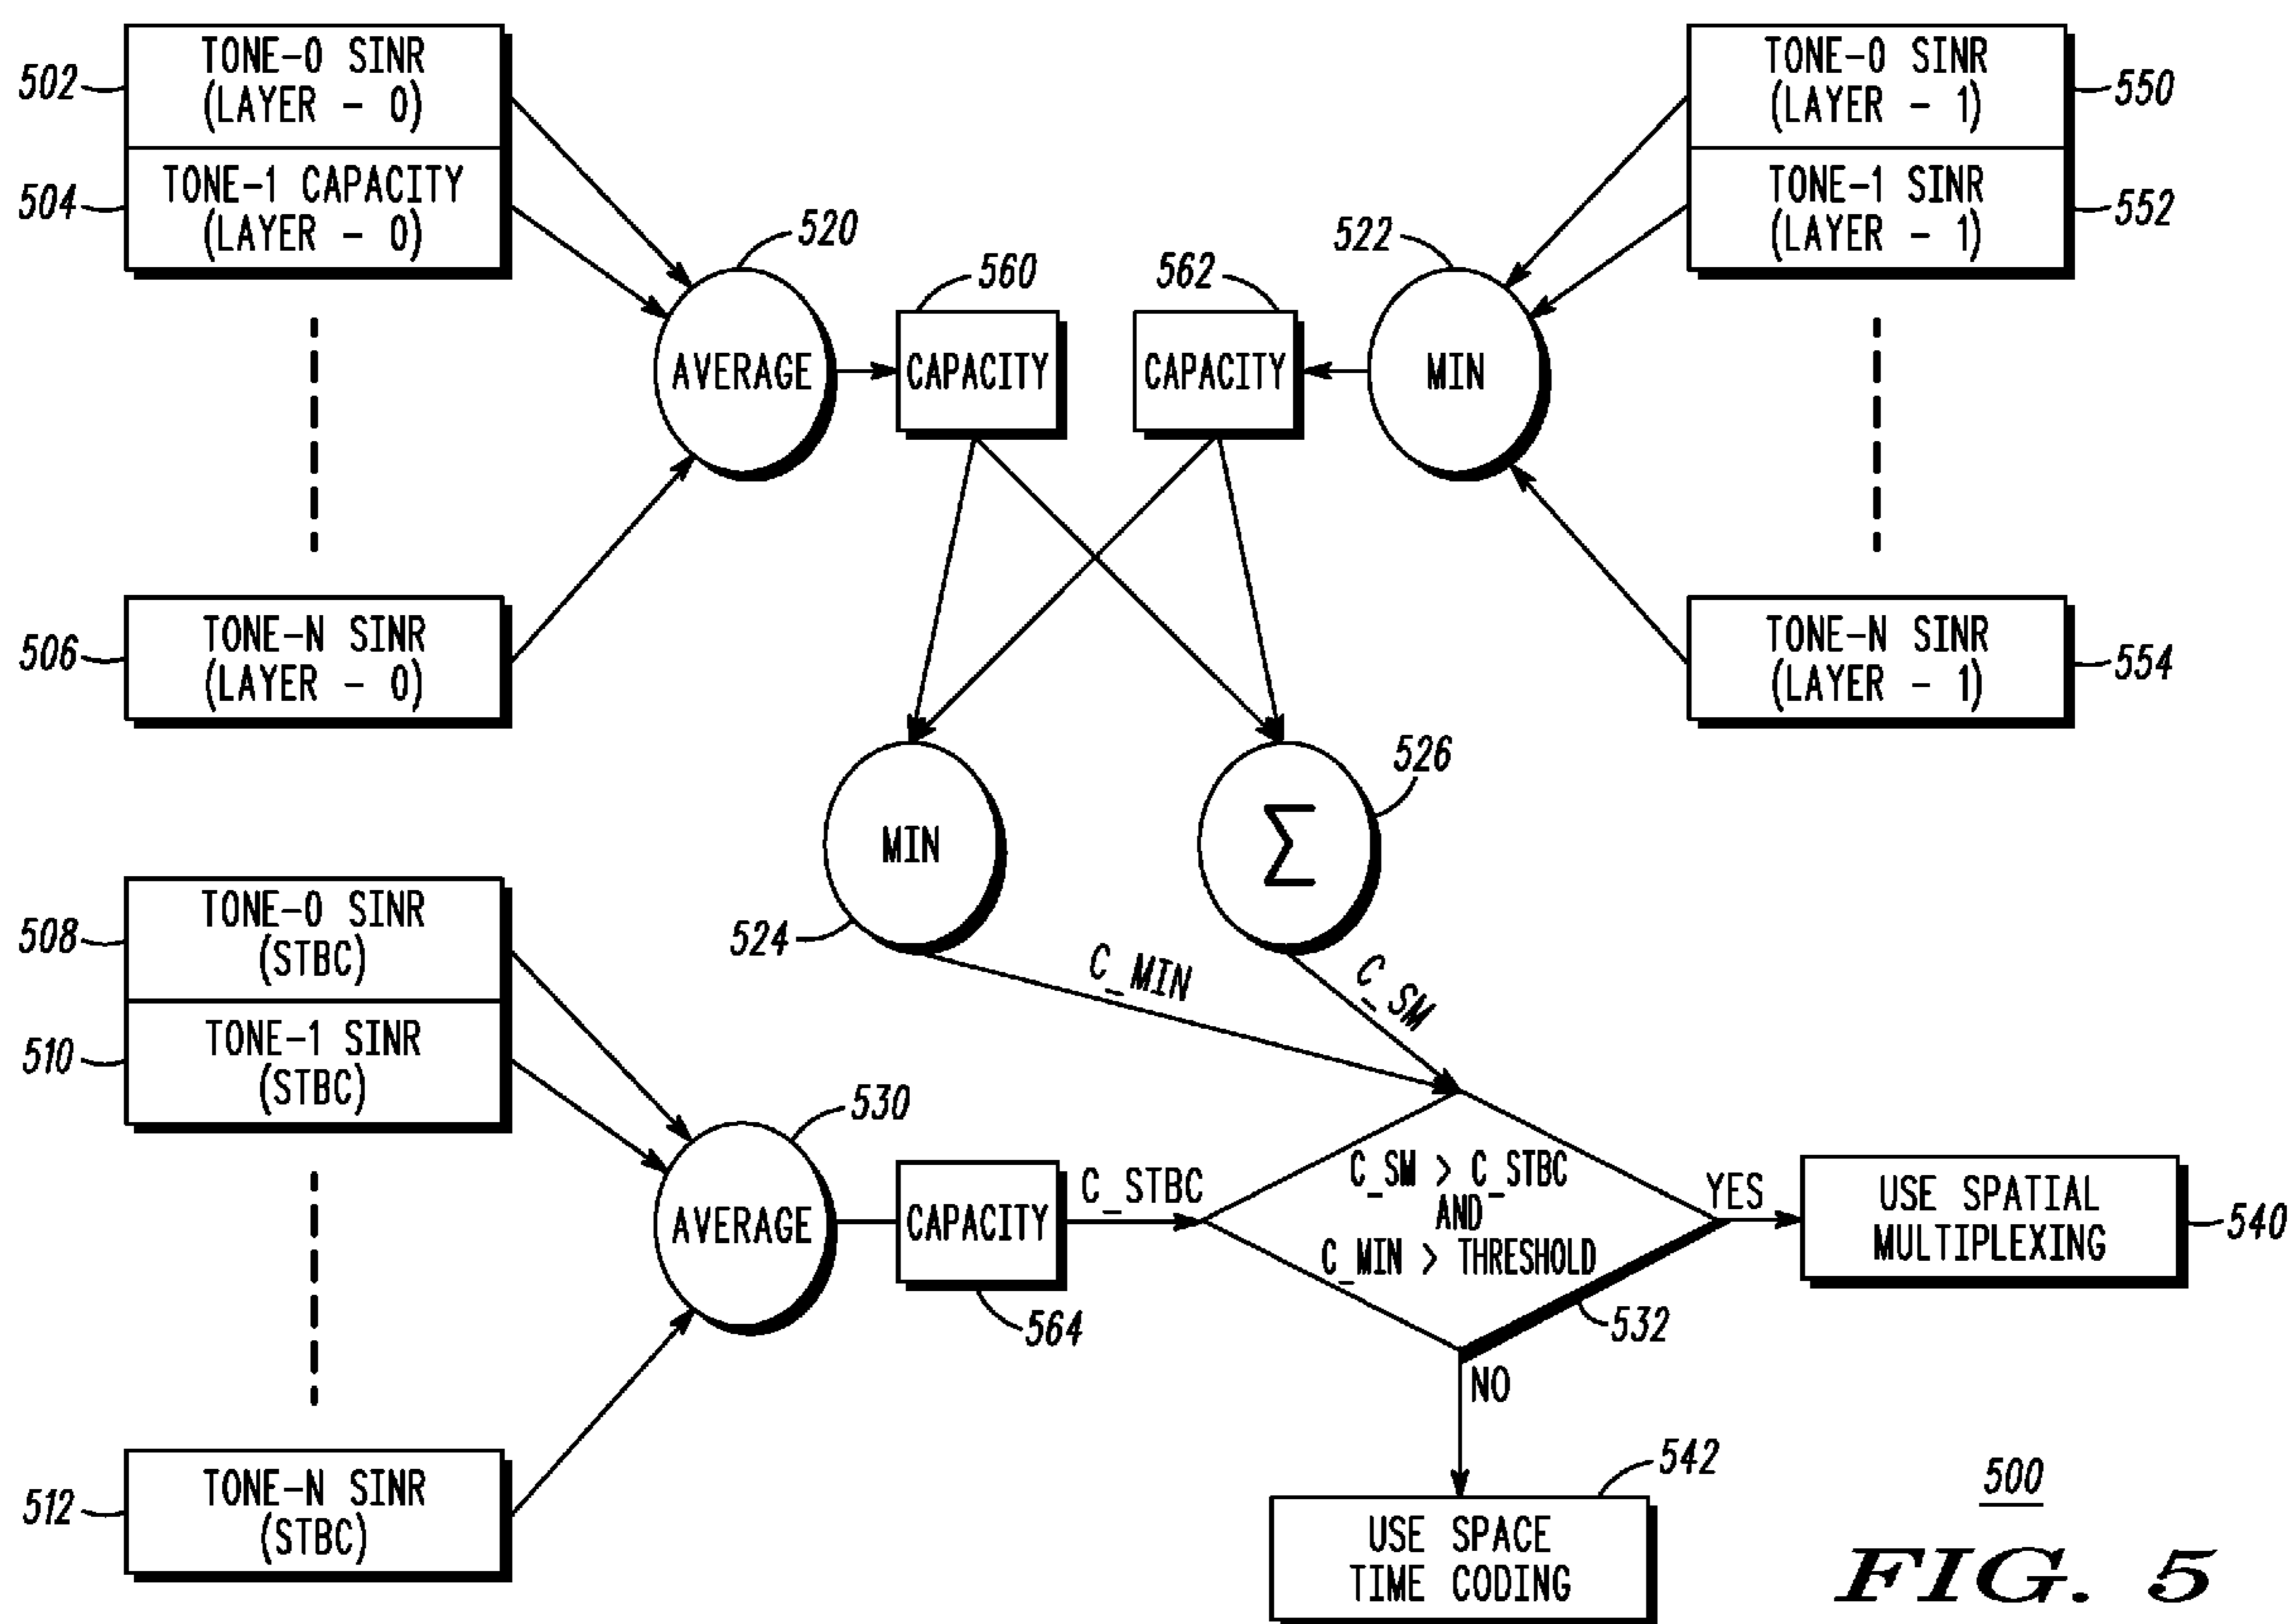 502
TONE-0 SINR
(LAYER - 0)
504
TONE-1 CAPACITY
(LAYER - 0)
506
TONE-N SINR
(LAYER - 0)
520
AVERAGE
560
CAPACITY
562
CAPACITY
522
MIN
TONE-0 SINR
(LAYER - 1)
550
TONE-1 SINR
(LAYER - 1)
552
TONE-N SINR
(LAYER - 1)
554
MIN
524
Σ
526
C_MIN
C_SM
508
TONE-0 SINR
(STBC)
510
TONE-1 SINR
(STBC)
512
TONE-N SINR
(STBC)
530
AVERAGE
CAPACITY
564
C_STBC
C_SM > C_STBC
AND
C_MIN > THRESHOLD
532
YES
USE SPATIAL
MULTIPLEXING
540
NO
542
USE SPACE
TIME CODING
500
FIG. 5